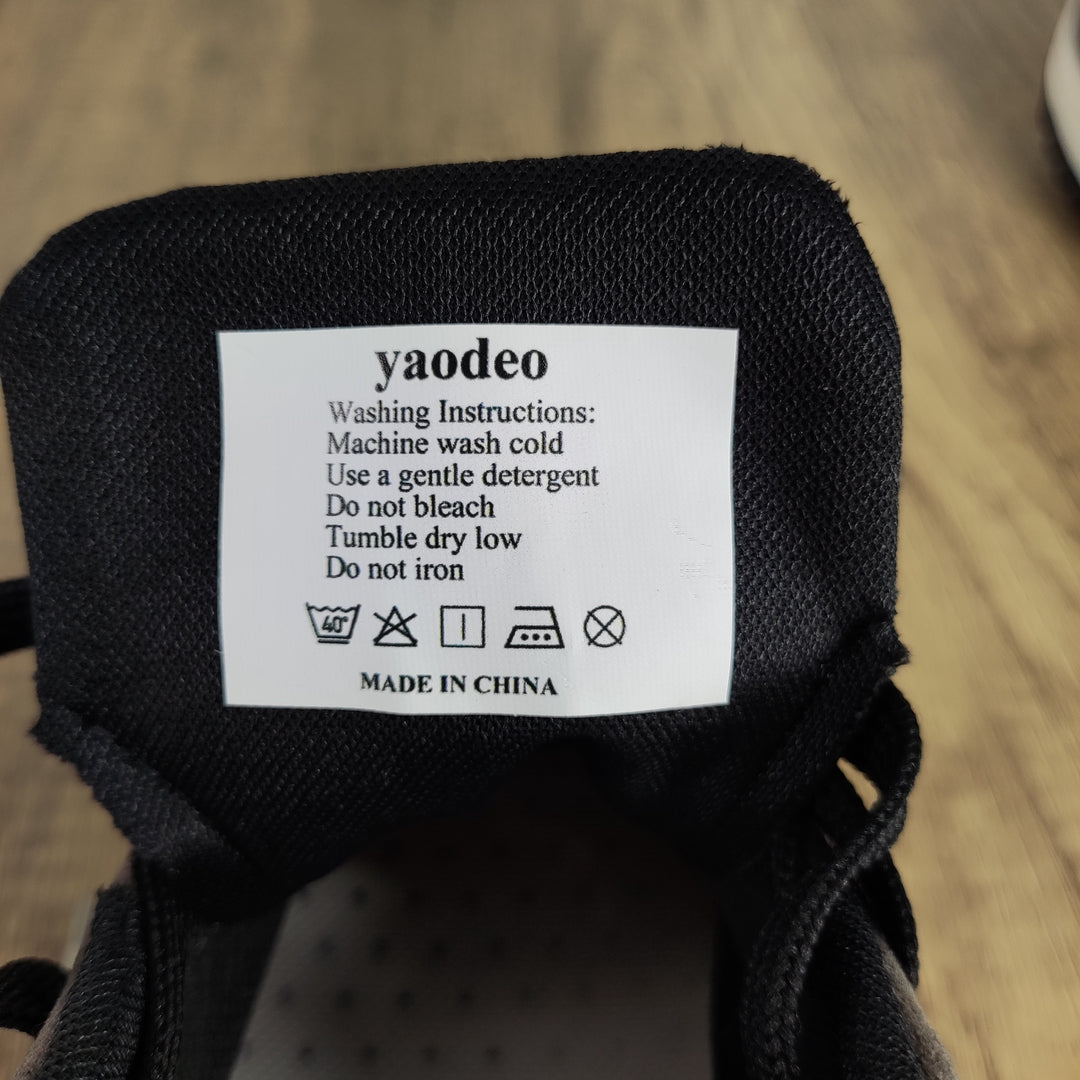 yaodeo
Washing Instructions:
Machine wash cold
Use a gentle detergent
Do not bleach
Tumble dry low
Do not iron
40°
MADE IN CHINA